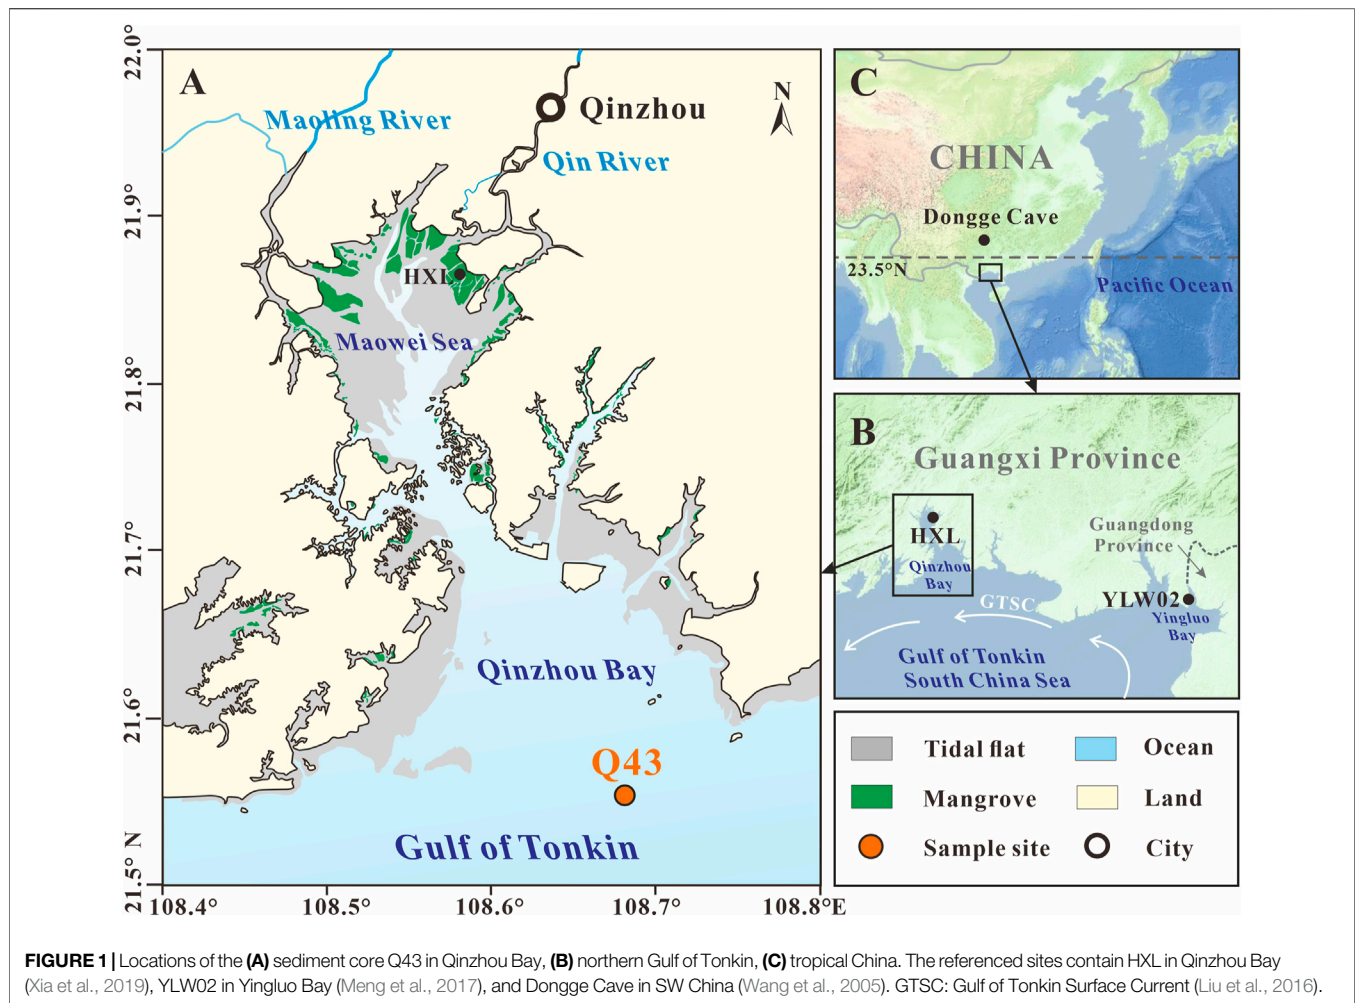 A
22.0°
21.9°
21.8°
21.7°
21.6°
21.5° N
108.4°
108.5°
108.6°
108.7°
108.8°E
N
Maoling River
Qinzhou
Qin River
HXL
Maowei Sea
Qinzhou Bay
Q43
Gulf of Tonkin
C
CHINA
Dongge Cave
23.5°N
Pacific Ocean
B
Guangxi Province
HXL
Qinzhou
Bay
Guangdong
Province
YLW02
Yingluo
Bay
GTSC
Gulf of Tonkin
South China Sea
Tidal flat
Ocean
Mangrove
Land
Sample site
City
FIGURE 1 | Locations of the (A) sediment core Q43 in Qinzhou Bay, (B) northern Gulf of Tonkin, (C) tropical China. The referenced sites contain HXL in Qinzhou Bay
(Xia et al., 2019), YLW02 in Yingluo Bay (Meng et al., 2017), and Dongge Cave in SW China (Wang et al., 2005). GTSC: Gulf of Tonkin Surface Current (Liu et al., 2016).